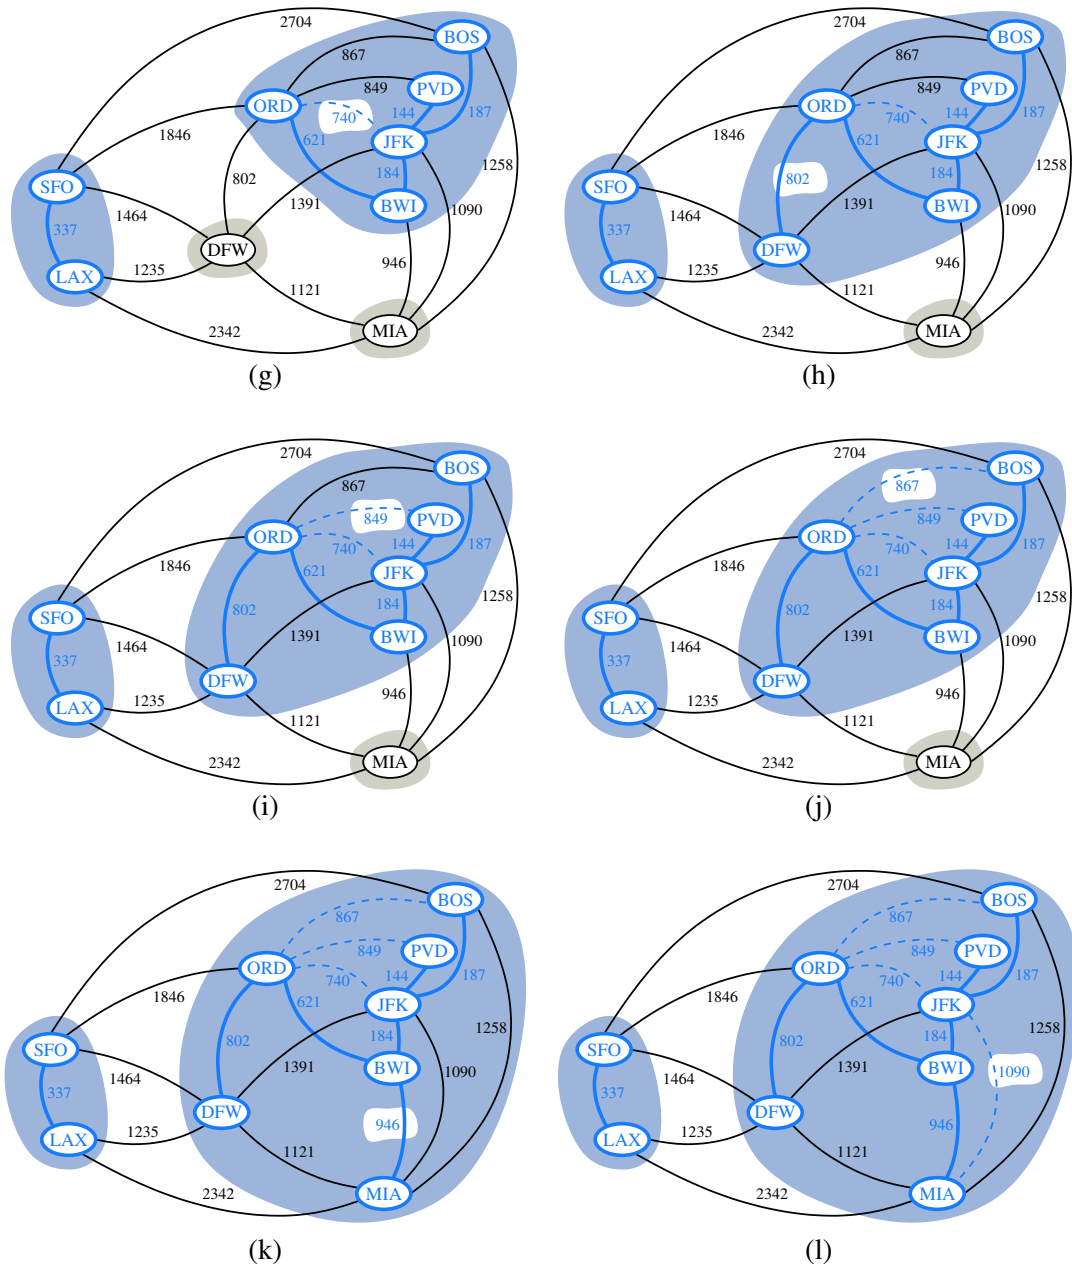 2704
BOS
867
849
PVD
ORD
740
144
187
621
JFK
1846
184
1258
802
SFO
1391
BWI
1090
1464
337
DFW
946
LAX
1235
1121
2342
MIA
(g)
2704
BOS
867
849
PVD
ORD
740
144
187
621
JFK
1846
184
1258
802
SFO
1391
BWI
1090
1464
337
DFW
946
LAX
1235
1121
2342
MIA
(h)
2704
BOS
867
849
PVD
ORD
740
144
187
621
JFK
1846
184
1258
802
SFO
1391
BWI
1090
1464
337
DFW
946
LAX
1235
1121
2342
MIA
(i)
2704
BOS
867
849
PVD
ORD
740
144
187
621
JFK
1846
184
1258
802
SFO
1391
BWI
1090
1464
337
DFW
946
LAX
1235
1121
2342
MIA
(j)
2704
BOS
867
849
PVD
ORD
740
144
187
621
JFK
1846
184
1258
802
SFO
1391
BWI
1090
1464
337
DFW
946
LAX
1235
1121
2342
MIA
(k)
2704
BOS
867
849
PVD
ORD
740
144
187
621
JFK
1846
184
1258
802
SFO
1391
BWI
1090
1464
337
DFW
946
LAX
1235
1121
2342
MIA
(l)